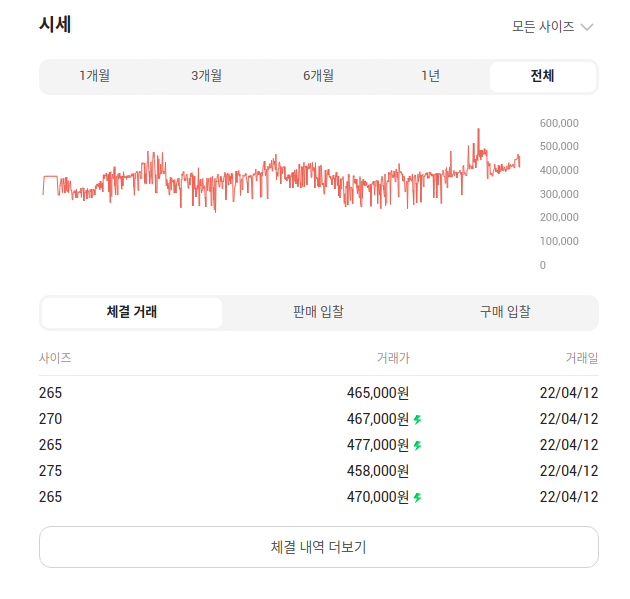 시세 모든 사이즈
1개월 3개월 6개월 1년 전체
600,000
500,000
400,000
300,000
200,000
100,000
0
체결 거래 판매 입찰 구매 입찰
사이즈 거래가 거래일
265 465,000원 22/04/12
270 467,000원 22/04/12
265 477,000원 22/04/12
275 458,000원 22/04/12
265 470,000원 22/04/12
체결 내역 더보기